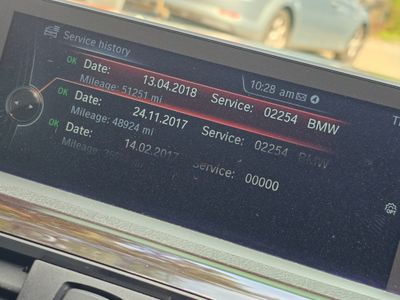 Service history
10:28 am
OK Date: 13.04.2018 Service: 02254 BMW
Mileage: 51251 mi
OK Date: 24.11.2017 Service: 02254 BMW
Mileage: 48924 mi
OK Date: 14.02.2017 Service: 00000
Mileage: